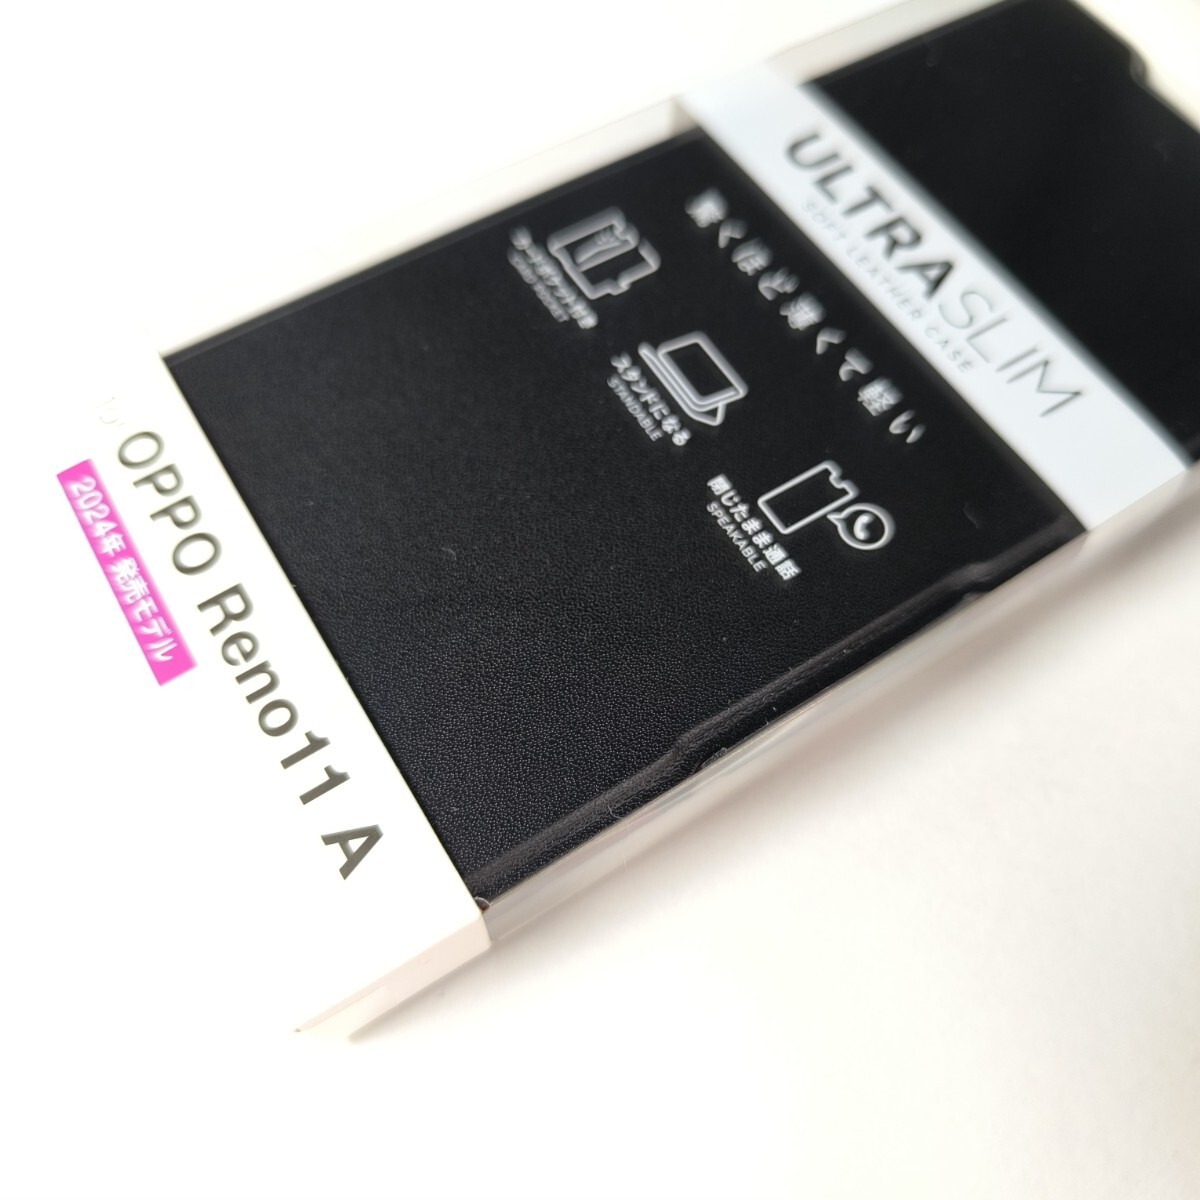 ULTRASLIM
SOFT LEATHER CASE
驚くほど薄くて軽い
カードポケット付き
CARD POCKET
スタンドになる
STANDABLE
閉じたまま通話
SPEAKABLE
for OPPO Reno11 A
2024年 発売モデル